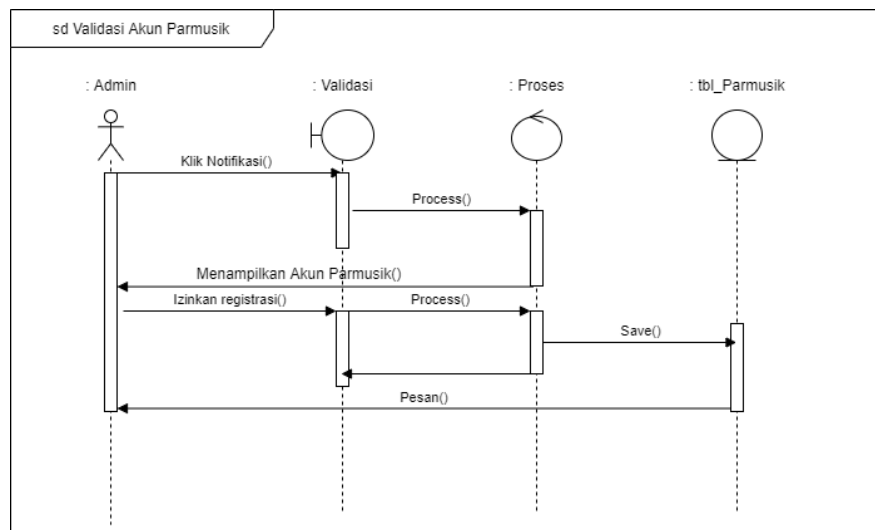 sd Validasi Akun Parmusik
: Admin
: Validasi
: Proses
: tbl_Parmusik
Klik Notifikasi()
Process()
Menampilkan Akun Parmusik()
Izinkan registrasi()
Process()
Save()
Pesan()